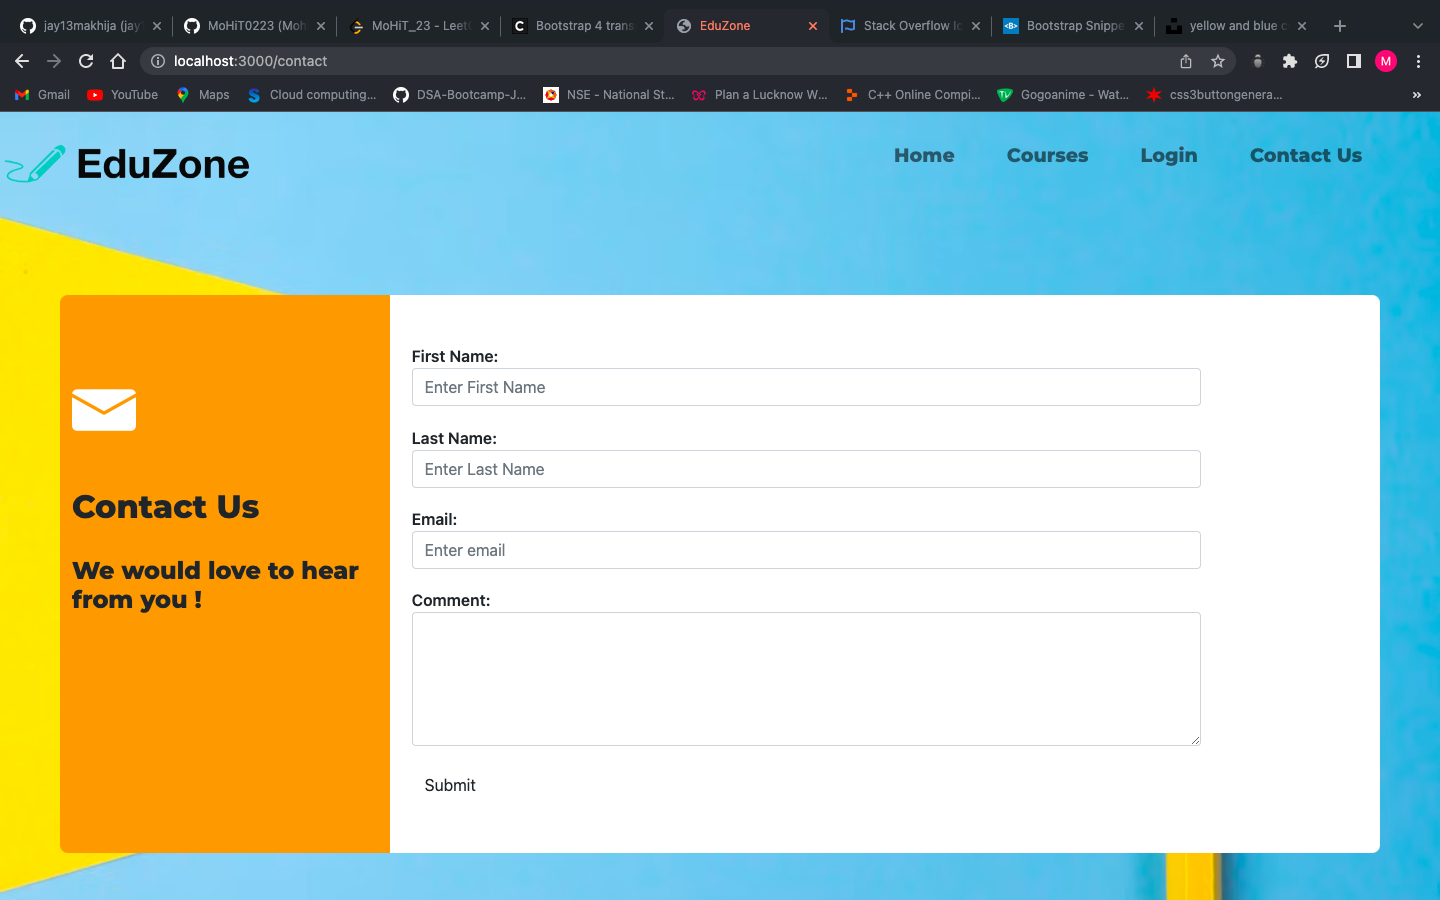 jay13makhija (jay
MoHiT0223 (Moh
MoHiT_23 - Leet
Bootstrap 4 trans
EduZone
Stack Overflow Ic
Bootstrap Snippe
yellow and blue c
localhost:3000/contact
M
Gmail
YouTube
Maps
Cloud computing...
DSA-Bootcamp-J...
NSE - National St...
Plan a Lucknow W...
C++ Online Compi...
Gogoanime - Wat...
css3buttongenera...
»
EduZone
Home
Courses
Login
Contact Us
Contact Us
We would love to hear
from you !
First Name:
Enter First Name
Last Name:
Enter Last Name
Email:
Enter email
Comment:
Submit